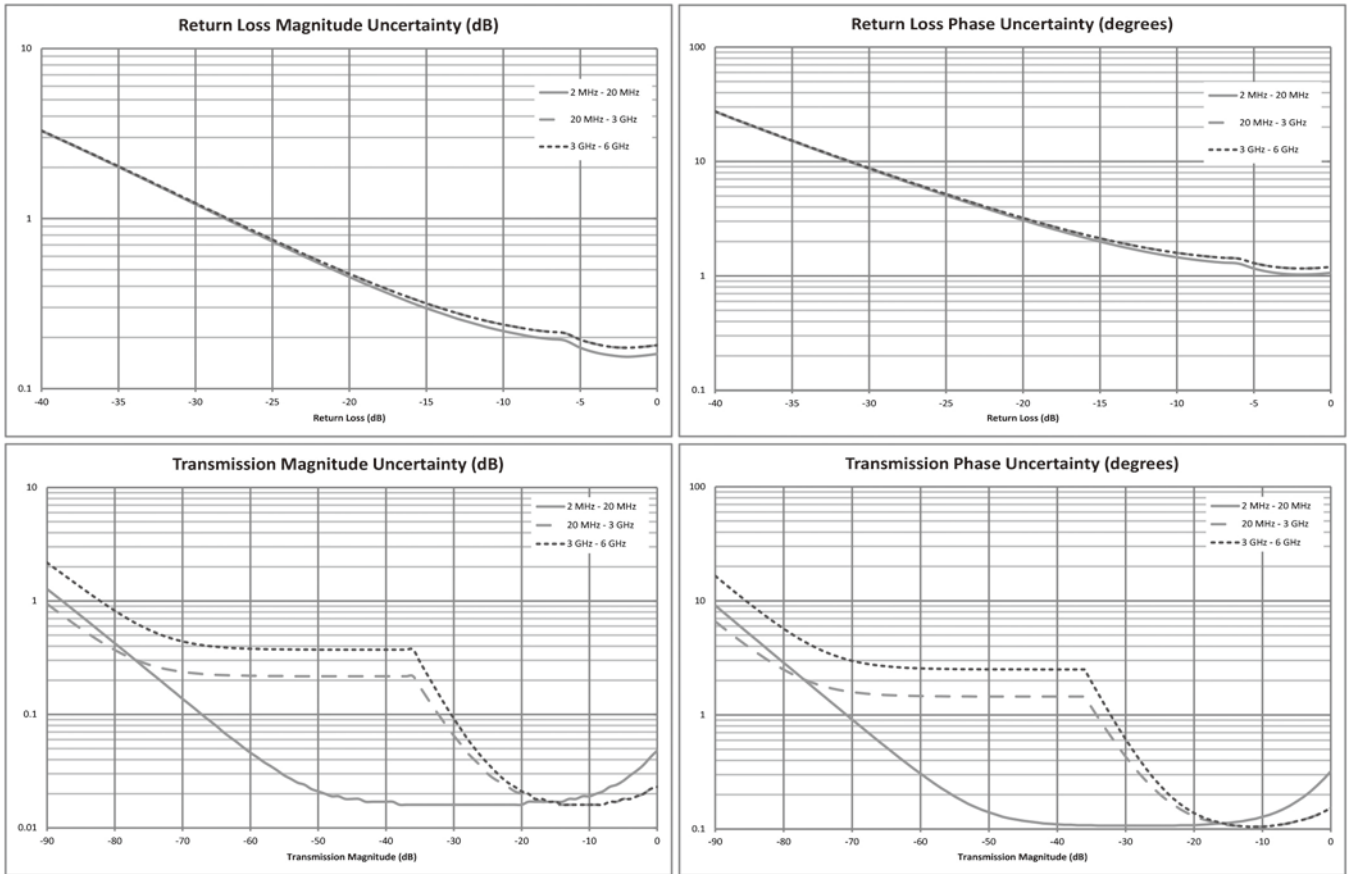 Return Loss Magnitude Uncertainty (dB)
10
1
0.1
2 MHz - 20 MHz
20 MHz - 3 GHz
3 GHz - 6 GHz
-40 -35 -30 -25 -20 -15 -10 -5 0
Return Loss (dB)
Return Loss Phase Uncertainty (degrees)
100
10
1
0.1
2 MHz - 20 MHz
20 MHz - 3 GHz
3 GHz - 6 GHz
-40 -35 -30 -25 -20 -15 -10 -5 0
Return Loss (dB)
Transmission Magnitude Uncertainty (dB)
10
1
0.1
0.01
2 MHz - 20 MHz
20 MHz - 3 GHz
3 GHz - 6 GHz
-90 -80 -70 -60 -50 -40 -30 -20 -10 0
Transmission Magnitude (dB)
Transmission Phase Uncertainty (degrees)
100
10
1
0.1
2 MHz - 20 MHz
20 MHz - 3 GHz
3 GHz - 6 GHz
-90 -80 -70 -60 -50 -40 -30 -20 -10 0
Transmission Magnitude (dB)